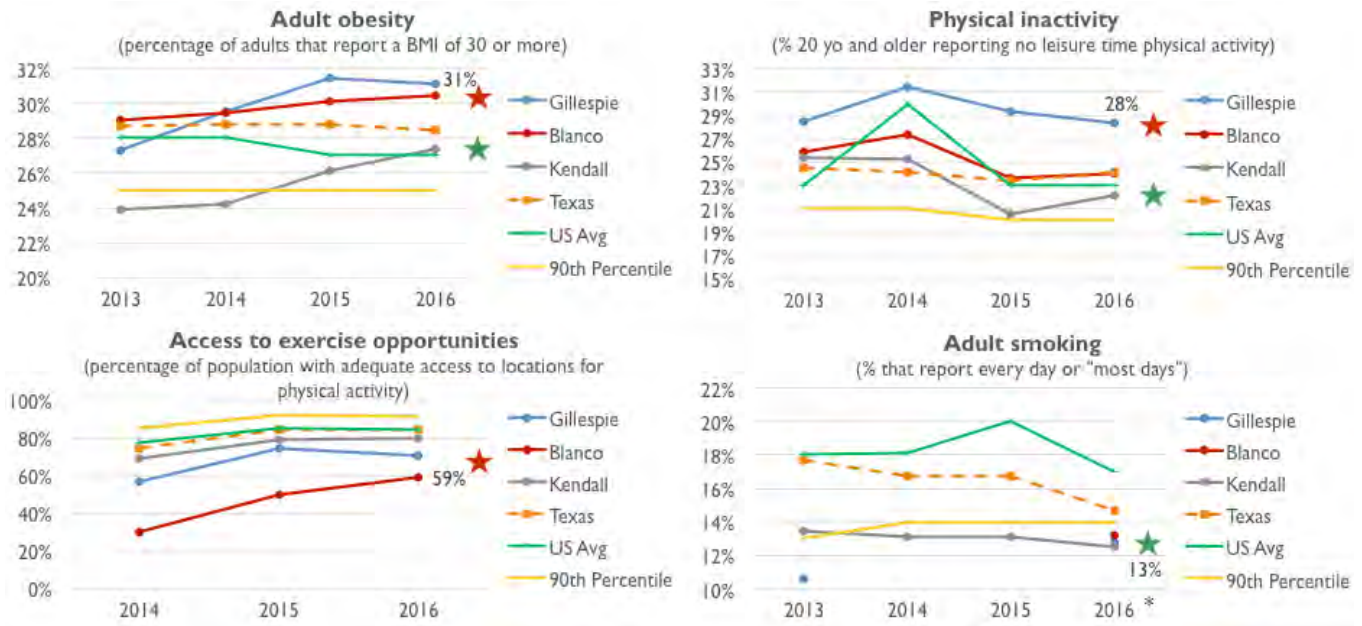 Adult obesity
(percentage of adults that report a BMI of 30 or more)
32%
30%
28%
26%
24%
22%
20%
2013
2014
2015
2016
31%
Gillespie
Blanco
Kendall
Texas
US Avg
90th Percentile
Physical inactivity
(% 20 yo and older reporting no leisure time physical activity)
33%
31%
29%
27%
25%
23%
21%
19%
17%
15%
2013
2014
2015
2016
28%
Gillespie
Blanco
Kendall
Texas
US Avg
90th Percentile
Access to exercise opportunities
(percentage of population with adequate access to locations for
physical activity)
100%
80%
60%
40%
20%
0%
2014
2015
2016
59%
Gillespie
Blanco
Kendall
Texas
US Avg
90th Percentile
Adult smoking
(% that report every day or "most days")
22%
20%
18%
16%
14%
12%
10%
2013
2014
2015
2016 *
13%
Gillespie
Blanco
Kendall
Texas
US Avg
90th Percentile